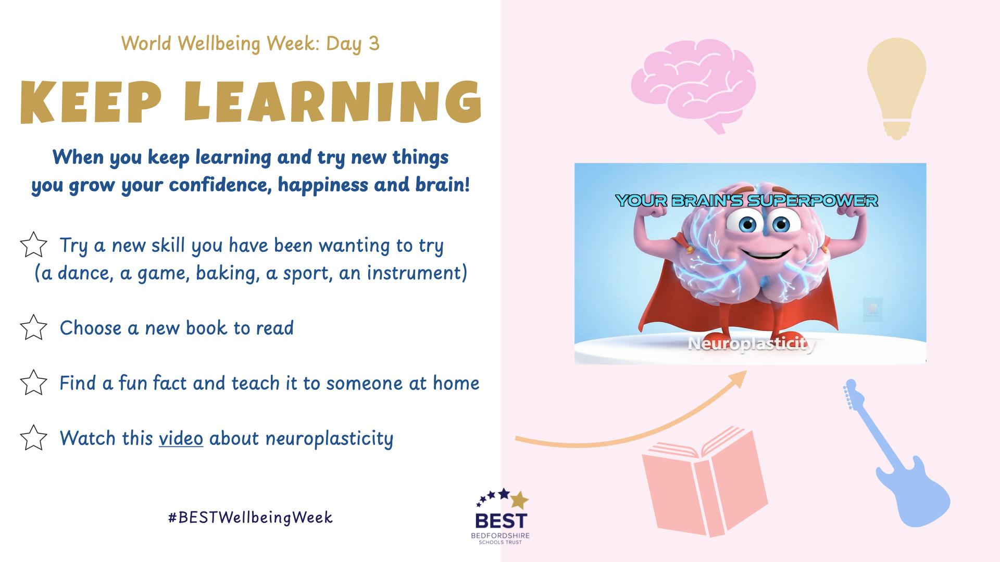 World Wellbeing Week: Day 3
KEEP LEARNING
When you keep learning and try new things
you grow your confidence, happiness and brain!
Try a new skill you have been wanting to try
(a dance, a game, baking, a sport, an instrument)
Choose a new book to read
Find a fun fact and teach it to someone at home
Watch this video about neuroplasticity
#BESTWellbeingWeek
BEST
BEDFORDSHIRE
SCHOOLS TRUST
YOUR BRAIN'S SUPERPOWER
Neuroplasticity